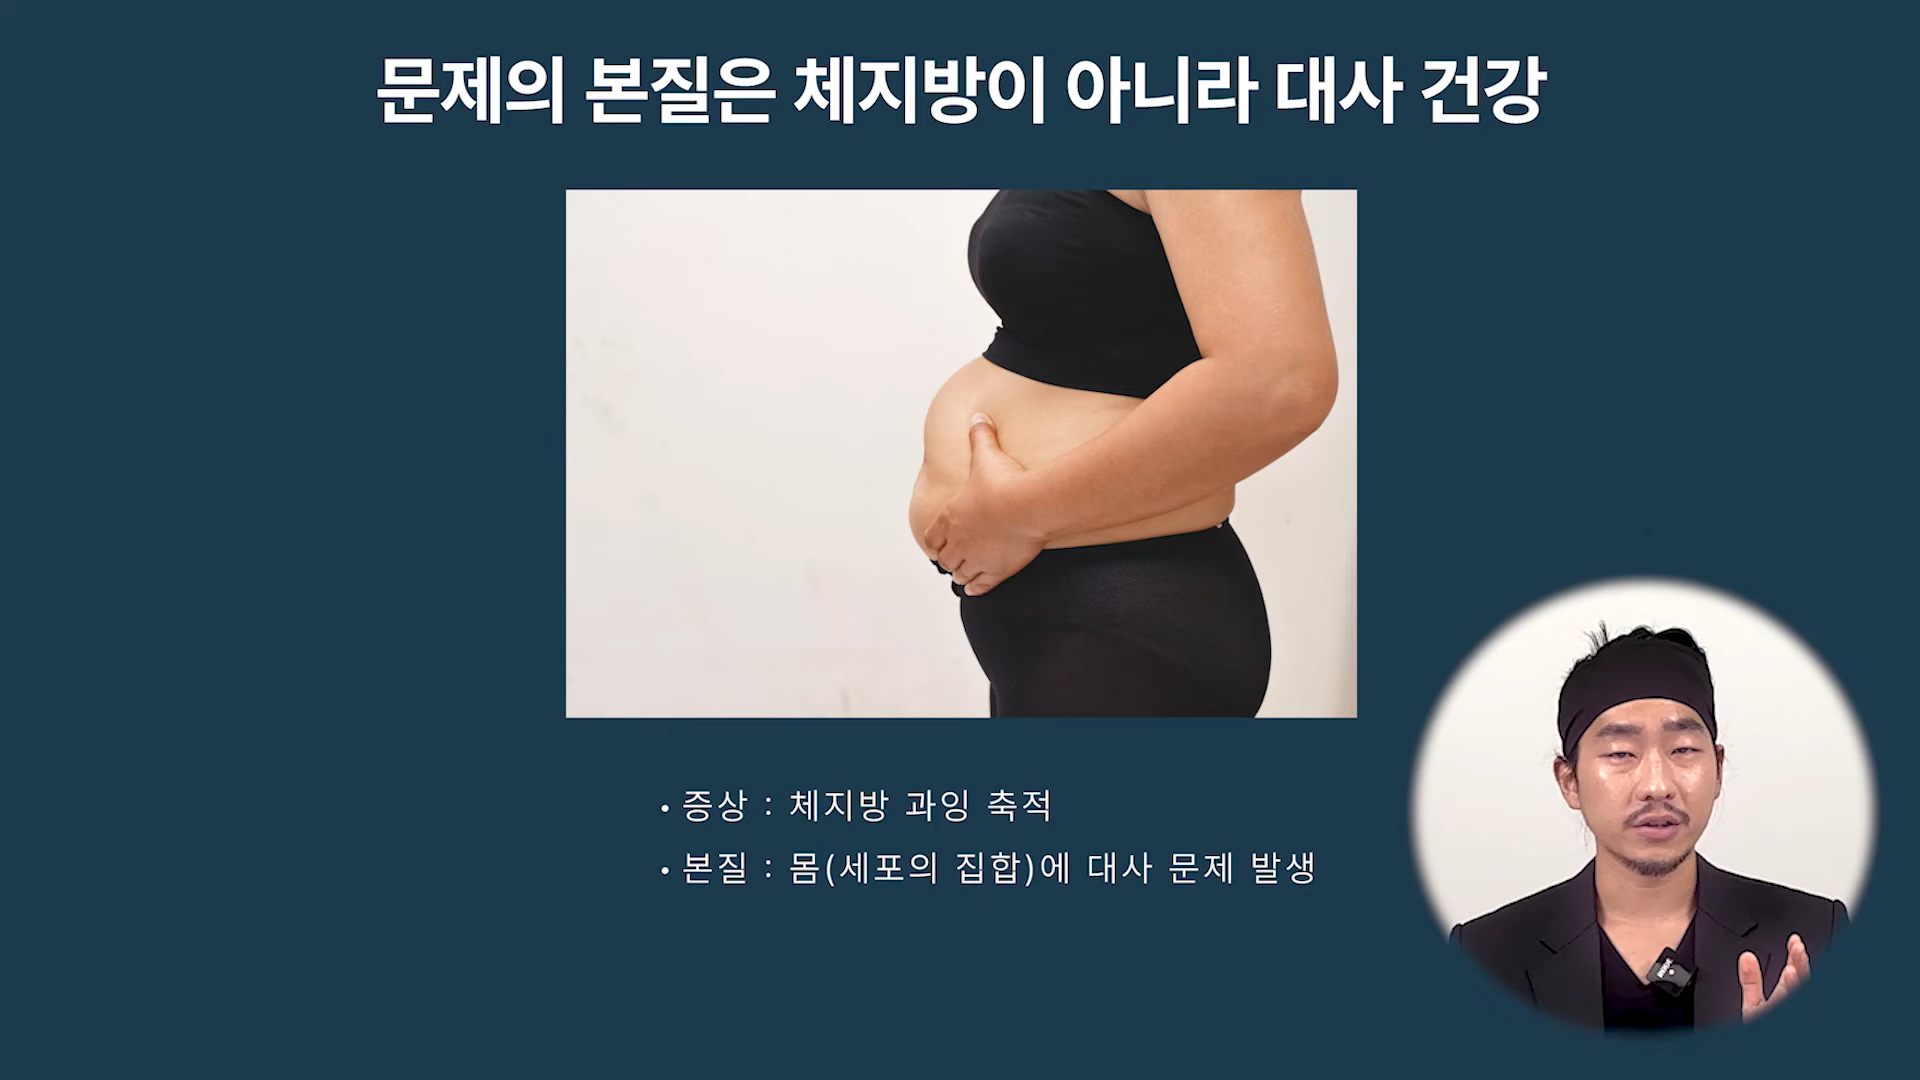 문제의 본질은 체지방이 아니라 대사 건강
• 증상 : 체지방 과잉 축적
• 본질 : 몸(세포의 집합)에 대사 문제 발생
RODE